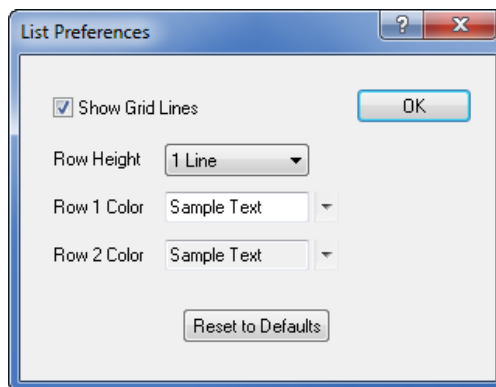 List Preferences
Show Grid Lines
OK
Row Height 1 Line
Row 1 Color Sample Text
Row 2 Color Sample Text
Reset to Defaults